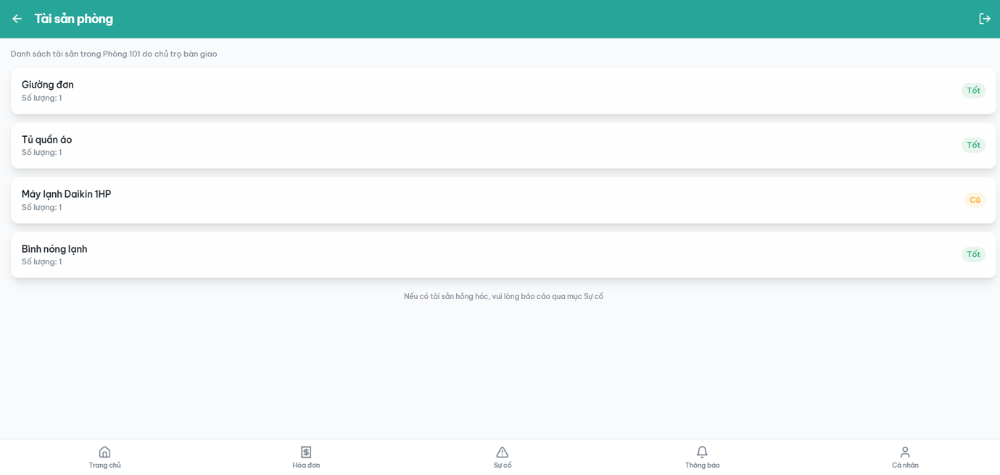 Tài sản phòng
Danh sách tài sản trong Phòng 101 do chủ trọ bàn giao
Giường đơn
Số lượng: 1
Tốt
Tủ quần áo
Số lượng: 1
Tốt
Máy lạnh Daikin 1HP
Số lượng: 1
Cũ
Bình nóng lạnh
Số lượng: 1
Tốt
Nếu có tài sản hỏng hóc, vui lòng báo cáo qua mục Sự cố
Trang chủ
Hóa đơn
Sự cố
Thông báo
Cá nhân